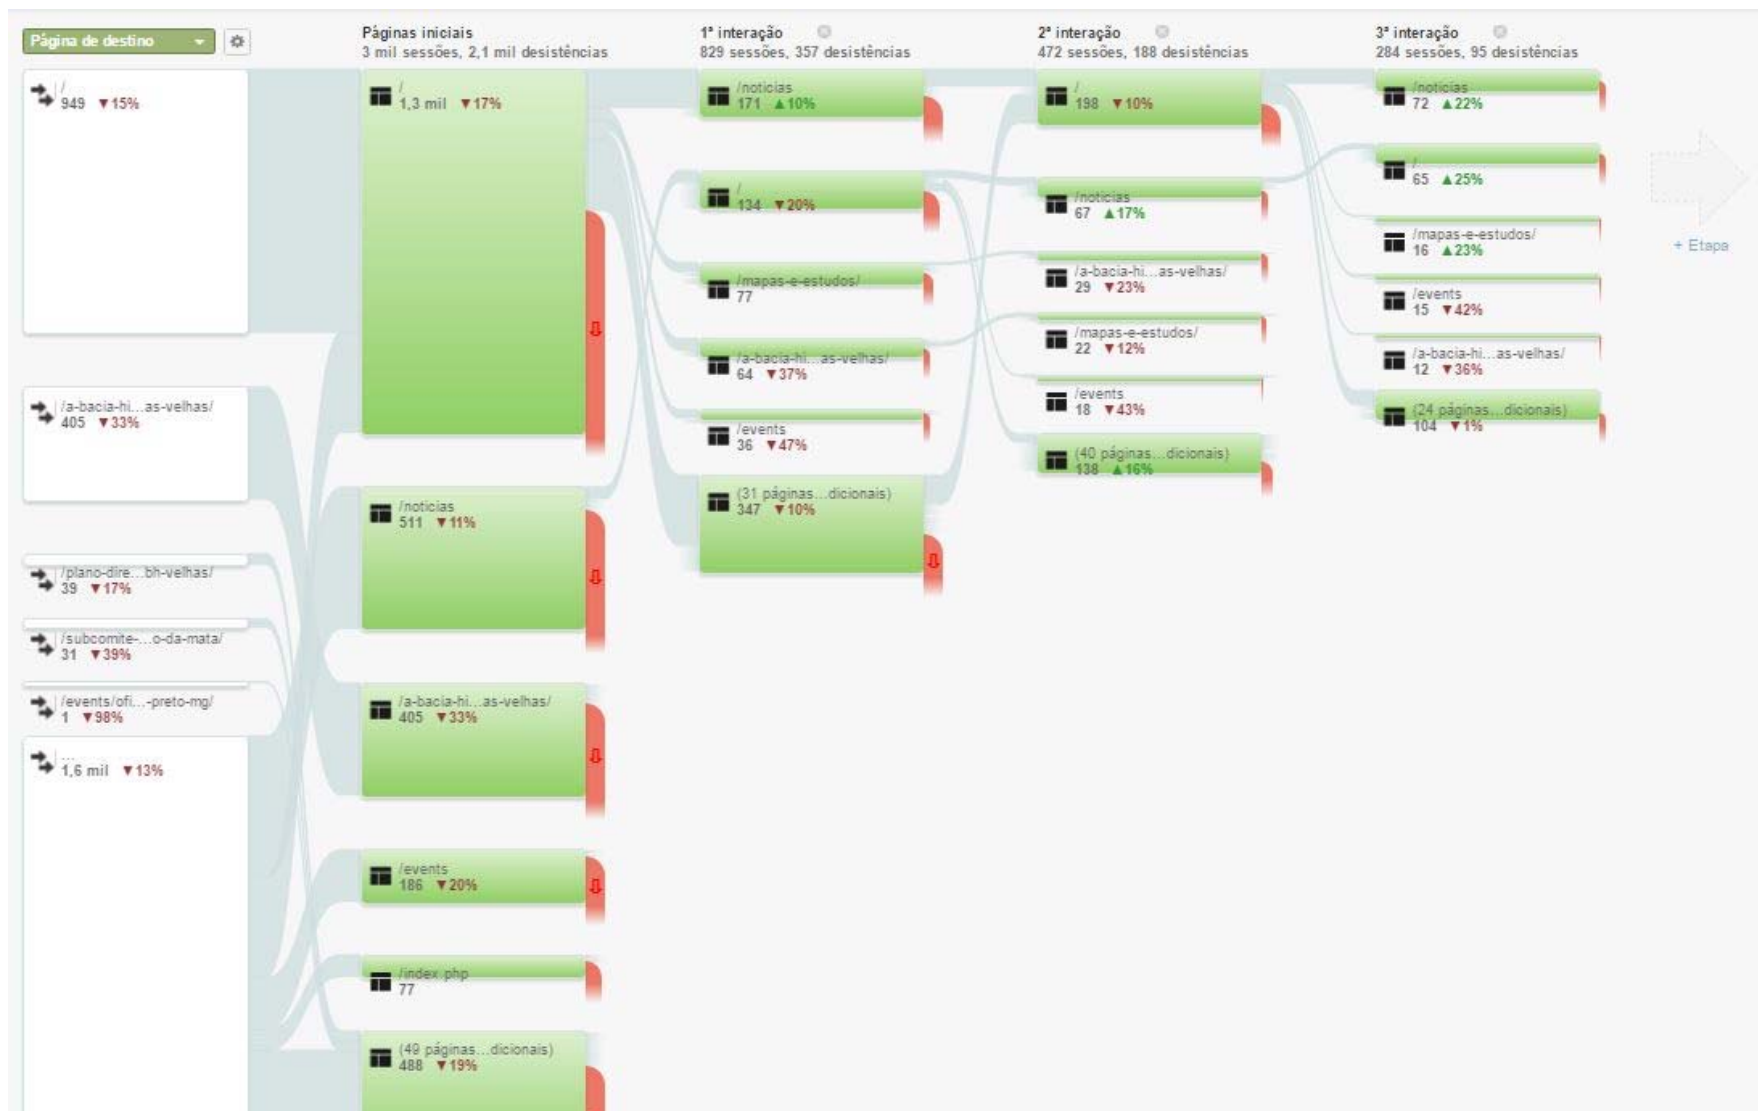 Página de destino
/
949 ▼15%
/a-bacia-hi...as-velhas/
405 ▼33%
/plano-dire...bh-velhas/
39 ▼17%
/subcomite-...o-da-mata/
31 ▼39%
/events/ofi...-preto-mg/
1 ▼98%
...
1,6 mil ▼13%
Páginas iniciais
3 mil sessões, 2,1 mil desistências
/
1,3 mil ▼17%
/noticias
511 ▼11%
/a-bacia-hi...as-velhas/
405 ▼33%
/events
186 ▼20%
/index.php
77
(49 páginas...dicionais)
488 ▼19%
1ª interação
829 sessões, 357 desistências
/noticias
171 ▲10%
/
134 ▼20%
/mapas-e-estudos/
77
/a-bacia-hi...as-velhas/
64 ▼37%
/events
36 ▼47%
(31 páginas...dicionais)
347 ▼10%
2ª interação
472 sessões, 188 desistências
/
198 ▼10%
/noticias
67 ▲17%
/a-bacia-hi...as-velhas/
29 ▼23%
/mapas-e-estudos/
22 ▼12%
/events
18 ▼43%
(40 páginas...dicionais)
138 ▲16%
3ª interação
284 sessões, 95 desistências
/noticias
72 ▲22%
/
65 ▲25%
/mapas-e-estudos/
16 ▲23%
/events
15 ▼42%
/a-bacia-hi...as-velhas/
12 ▼36%
(24 páginas...dicionais)
104 ▼1%
+ Etapa